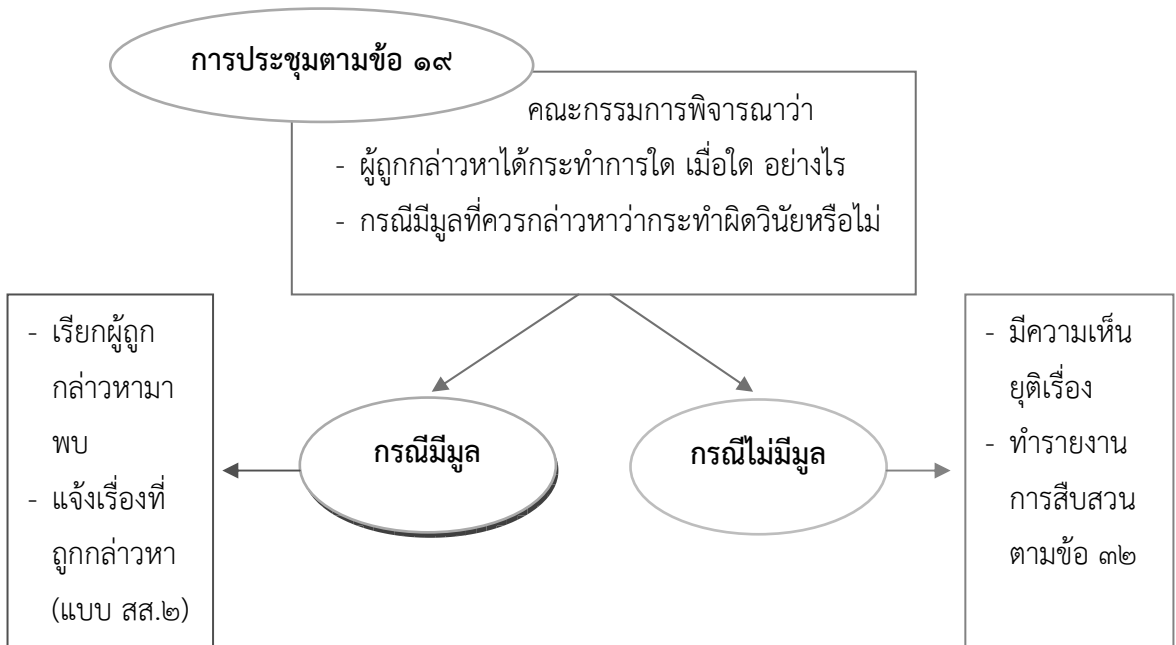 การประชุมตามข้อ ๑๙
คณะกรรมการพิจารณาว่า
- ผู้ถูกกล่าวหาได้กระทำการใด เมื่อใด อย่างไร
- กรณีมีมูลที่ควรกล่าวหาว่ากระทำผิดวินัยหรือไม่
- เรียกผู้ถูก
กล่าวหามา
พบ
- แจ้งเรื่องที่
ถูกกล่าวหา
(แบบ สส.๒)
กรณีมีมูล
กรณีไม่มีมูล
- มีความเห็น
ยุติเรื่อง
- ทำรายงาน
การสืบสวน
ตามข้อ ๓๒